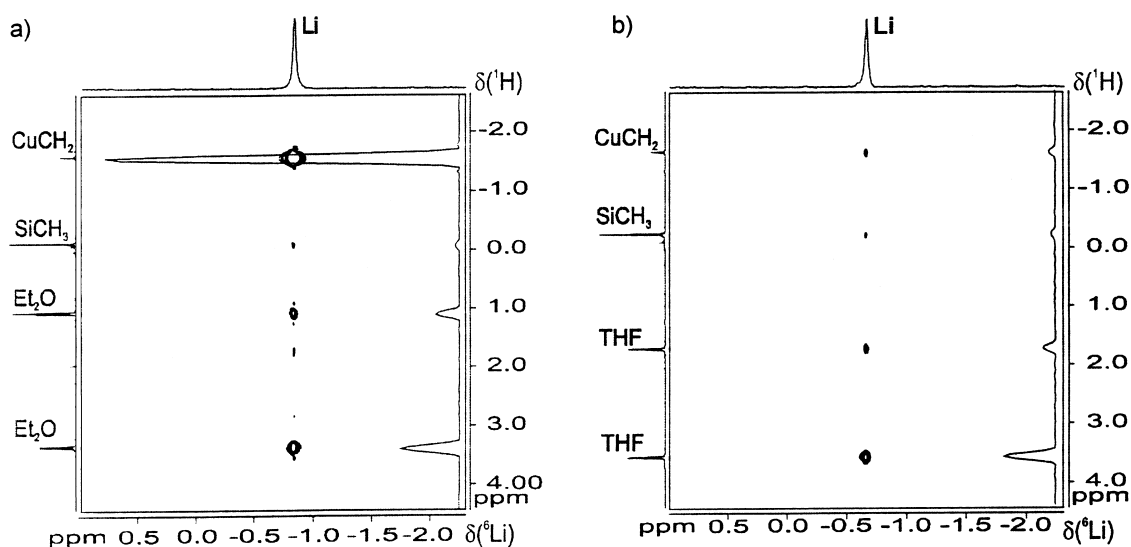 a)
Li
δ(¹H)
CuCH₂
-2.0
-1.0
SiCH₃
0.0
Et₂O
1.0
2.0
3.0
Et₂O
4.00
ppm
ppm 0.5 0.0 -0.5 -1.0 -1.5 -2.0 δ(⁶Li)
b)
Li
δ(¹H)
CuCH₂
-2.0
-1.0
SiCH₃
0.0
1.0
THF
2.0
3.0
THF
4.0
ppm
ppm 0.5 0.0 -0.5 -1.0 -1.5 -2.0 δ(⁶Li)